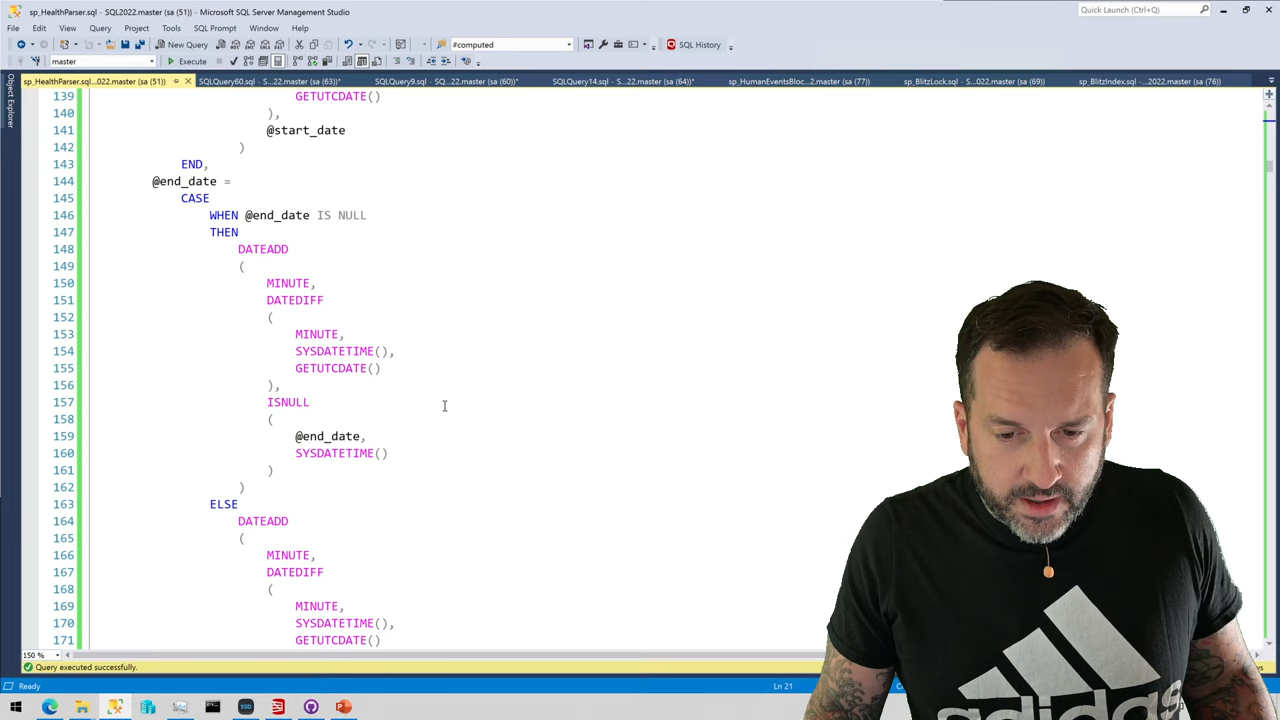 sp_HealthParser.sql - SQL2022.master (sa (51)) - Microsoft SQL Server Management Studio
Quick Launch (Ctrl+Q)
File Edit View Query Project Tools SQL Prompt Window Help
New Query
#computed
SQL History
master
Execute
sp_HealthParser.sql...022.master (sa (51))
SQLQuery60.sql - S...22.master (sa (63))*
SQLQuery9.sql - SQ...22.master (sa (60))*
SQLQuery14.sql - S...22.master (sa (64))*
sp_HumanEventsBloc...2.master (sa (77))
sp_BlitzLock.sql - S...022.master (sa (69))
sp_BlitzIndex.sql - ...2022.master (sa (76))
Object Explorer
139 GETUTCDATE()
140 ),
141 @start_date
142 )
143 END,
144 @end_date =
145 CASE
146 WHEN @end_date IS NULL
147 THEN
148 DATEADD
149 (
150 MINUTE,
151 DATEDIFF
152 (
153 MINUTE,
154 SYSDATETIME(),
155 GETUTCDATE()
156 ),
157 ISNULL
158 (
159 @end_date,
160 SYSDATETIME()
161 )
162 )
163 ELSE
164 DATEADD
165 (
166 MINUTE,
167 DATEDIFF
168 (
169 MINUTE,
170 SYSDATETIME(),
171 GETUTCDATE()
150 %
Query executed successfully.
Ready
Ln 21
adidas